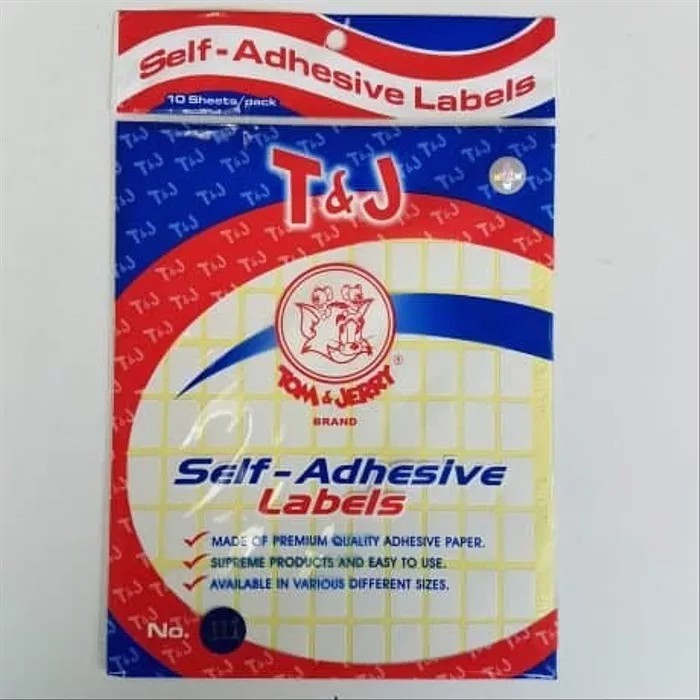 Self-Adhesive Labels
10 Sheets/pack
T&J
TOM & JERRY
®
BRAND
Self-Adhesive
Labels
✓ MADE OF PREMIUM QUALITY ADHESIVE PAPER.
✓ SUPREME PRODUCTS AND EASY TO USE.
✓ AVAILABLE IN VARIOUS DIFFERENT SIZES.
No. 111